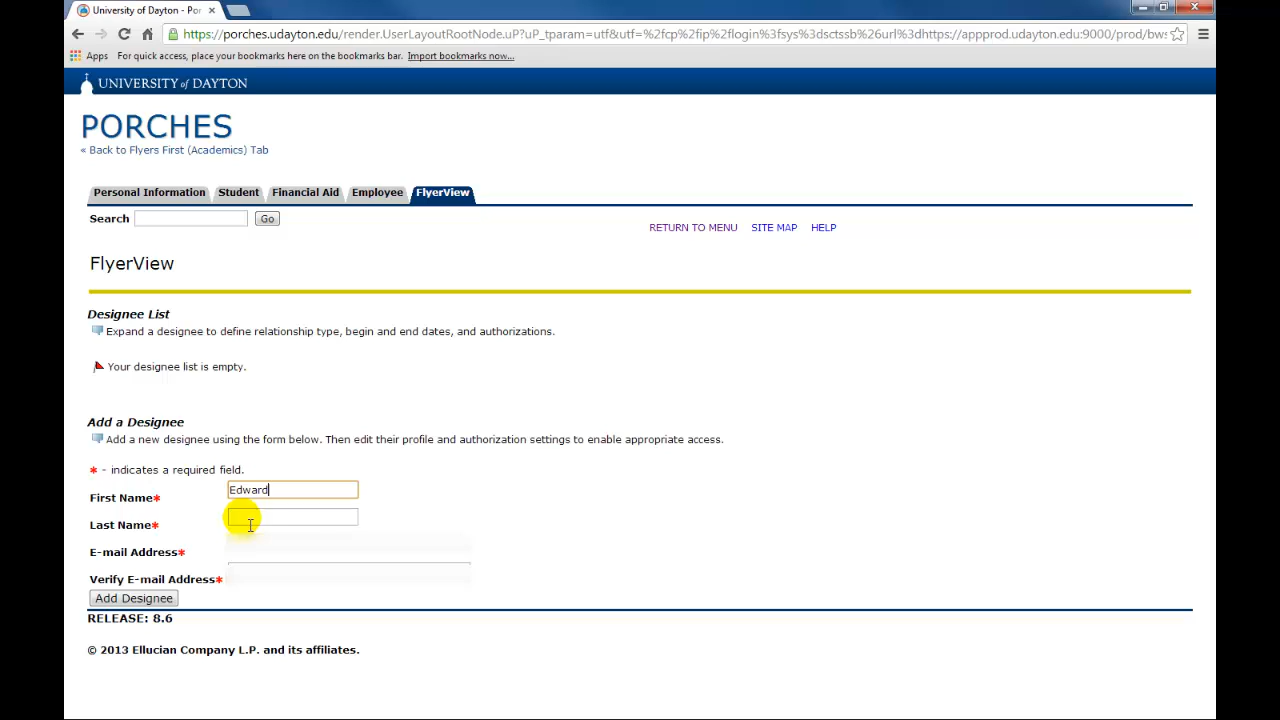 University of Dayton - Por
https://porches.udayton.edu/render.UserLayoutRootNode.uP?uP_tparam=utf&utf=%2fcp%2fip%2flogin%3fsys%3dsctssb%26url%3dhttps://appprod.udayton.edu:9000/prod/bws
Apps For quick access, place your bookmarks here on the bookmarks bar. Import bookmarks now...
UNIVERSITY of DAYTON
PORCHES
« Back to Flyers First (Academics) Tab
Personal Information Student Financial Aid Employee FlyerView
Search Go
RETURN TO MENU SITE MAP HELP
FlyerView
Designee List
Expand a designee to define relationship type, begin and end dates, and authorizations.
Your designee list is empty.
Add a Designee
Add a new designee using the form below. Then edit their profile and authorization settings to enable appropriate access.
* - indicates a required field.
First Name* Edward
Last Name*
E-mail Address*
Verify E-mail Address*
Add Designee
RELEASE: 8.6
© 2013 Ellucian Company L.P. and its affiliates.